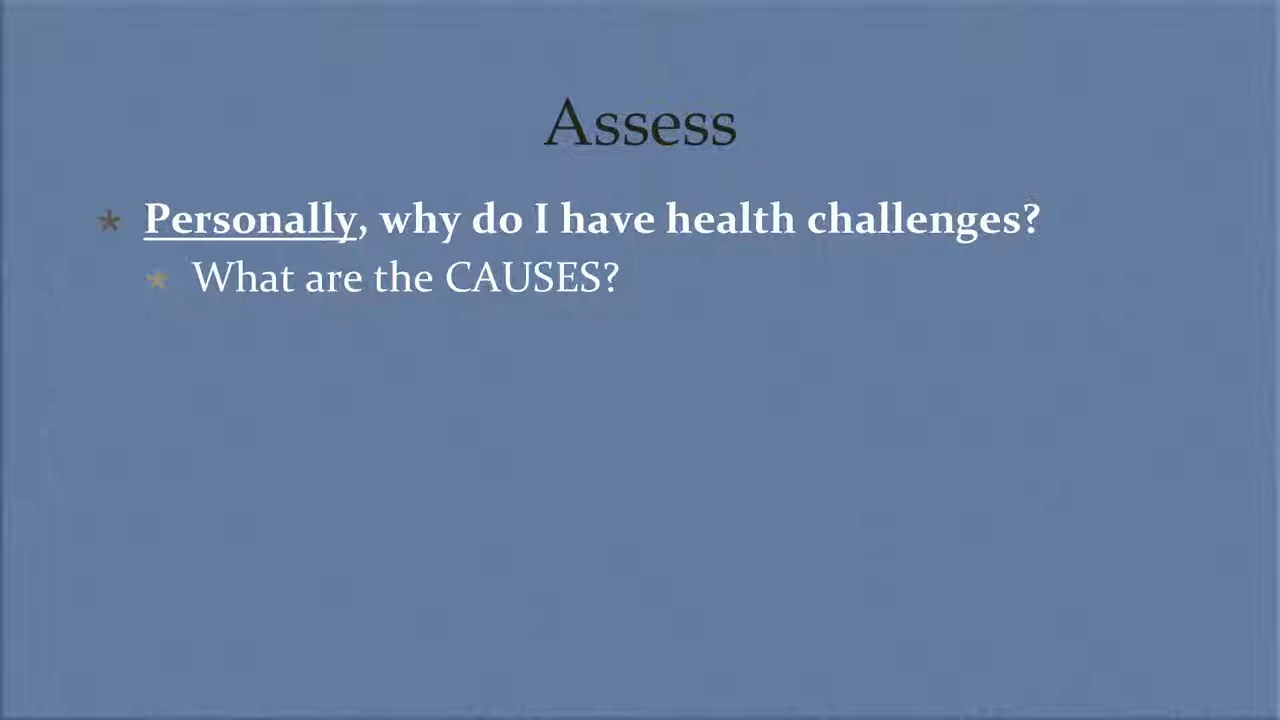 Assess
* Personally, why do I have health challenges?
* What are the CAUSES?